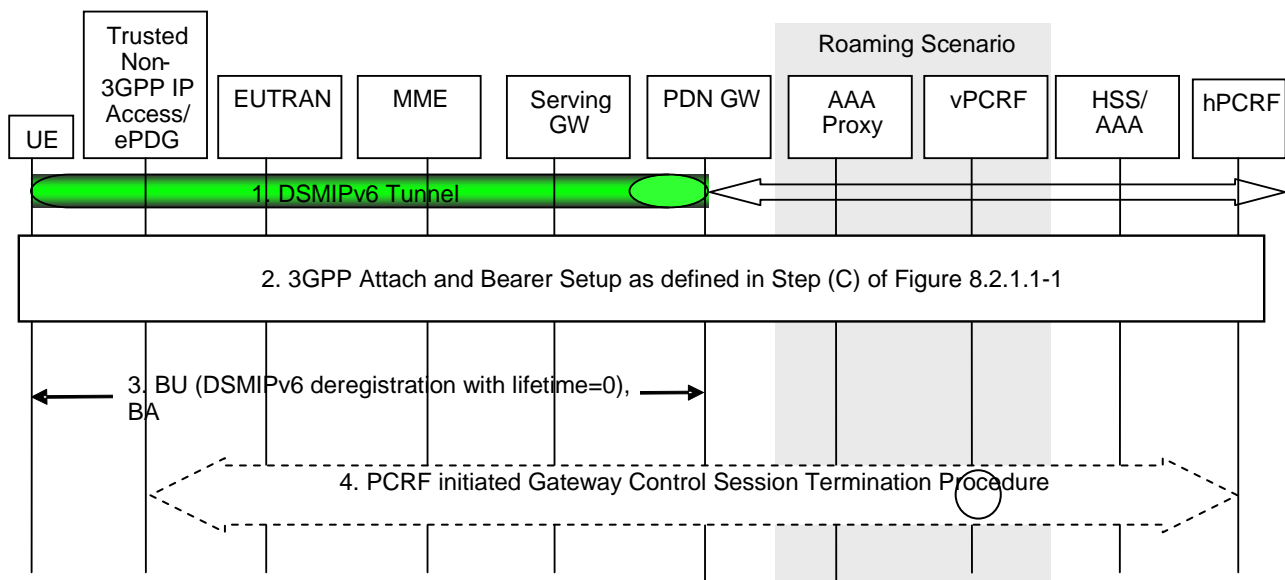 Roaming Scenario
Trusted
Non-
3GPP IP
Access/
ePDG
UE
EUTRAN
MME
Serving
GW
PDN GW
AAA
Proxy
vPCRF
HSS/
AAA
hPCRF
1. DSMIPv6 Tunnel
2. 3GPP Attach and Bearer Setup as defined in Step (C) of Figure 8.2.1.1-1
3. BU (DSMIPv6 deregistration with lifetime=0),
BA
4. PCRF initiated Gateway Control Session Termination Procedure